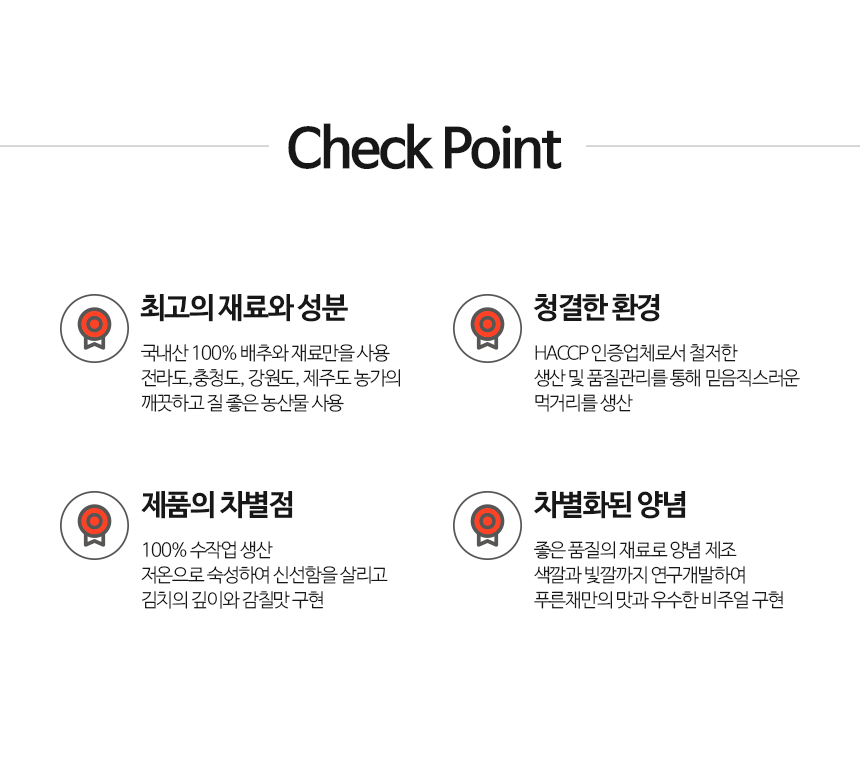 Check Point
최고의 재료와 성분
국내산 100% 배추와 재료만을 사용
전라도,충청도, 강원도, 제주도 농가의
깨끗하고 질 좋은 농산물 사용
청결한 환경
HACCP 인증업체로서 철저한
생산 및 품질관리를 통해 믿음직스러운
먹거리를 생산
제품의 차별점
100% 수작업 생산
저온으로 숙성하여 신선함을 살리고
김치의 깊이와 감칠맛 구현
차별화된 양념
좋은 품질의 재료로 양념 제조
색깔과 빛깔까지 연구개발하여
푸른채만의 맛과 우수한 비주얼 구현